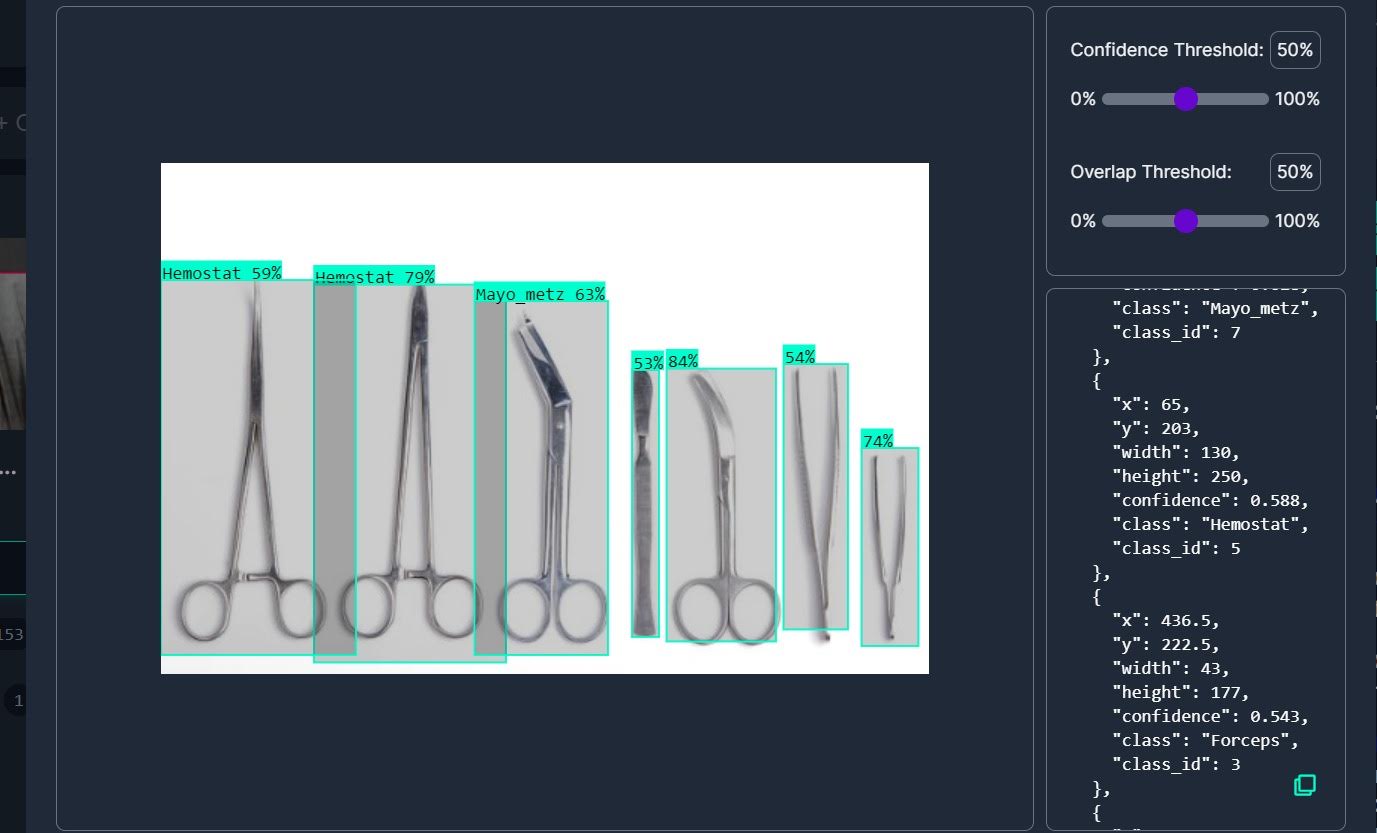 Confidence Threshold: 50%
0% 100%
Overlap Threshold: 50%
0% 100%
Hemostat 59%
Hemostat 79%
Mayo_metz 63%
53%
84%
54%
74%
"class": "Mayo_metz",
"class_id": 7
},
{
"x": 65,
"y": 203,
"width": 130,
"height": 250,
"confidence": 0.588,
"class": "Hemostat",
"class_id": 5
},
{
"x": 436.5,
"y": 222.5,
"width": 43,
"height": 177,
"confidence": 0.543,
"class": "Forceps",
"class_id": 3
},
{
...
153
1